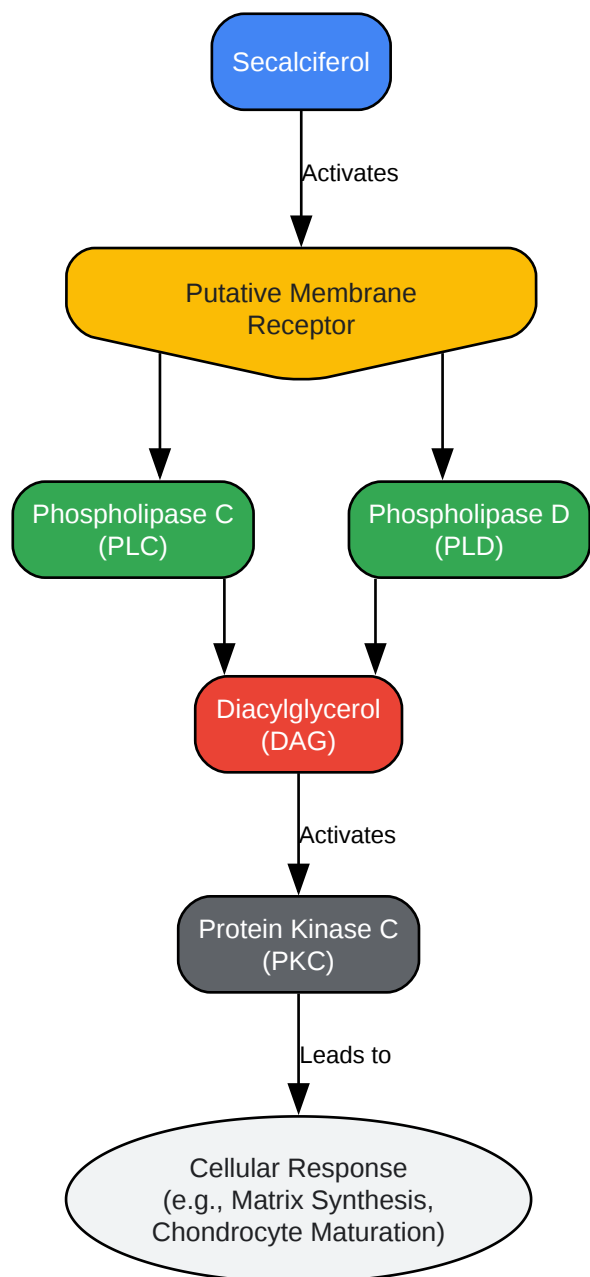 Secalciferol
Activates
Putative Membrane
Receptor
Phospholipase C
(PLC)
Phospholipase D
(PLD)
Diacylglycerol
(DAG)
Activates
Protein Kinase C
(PKC)
Leads to
Cellular Response
(e.g., Matrix Synthesis,
Chondrocyte Maturation)